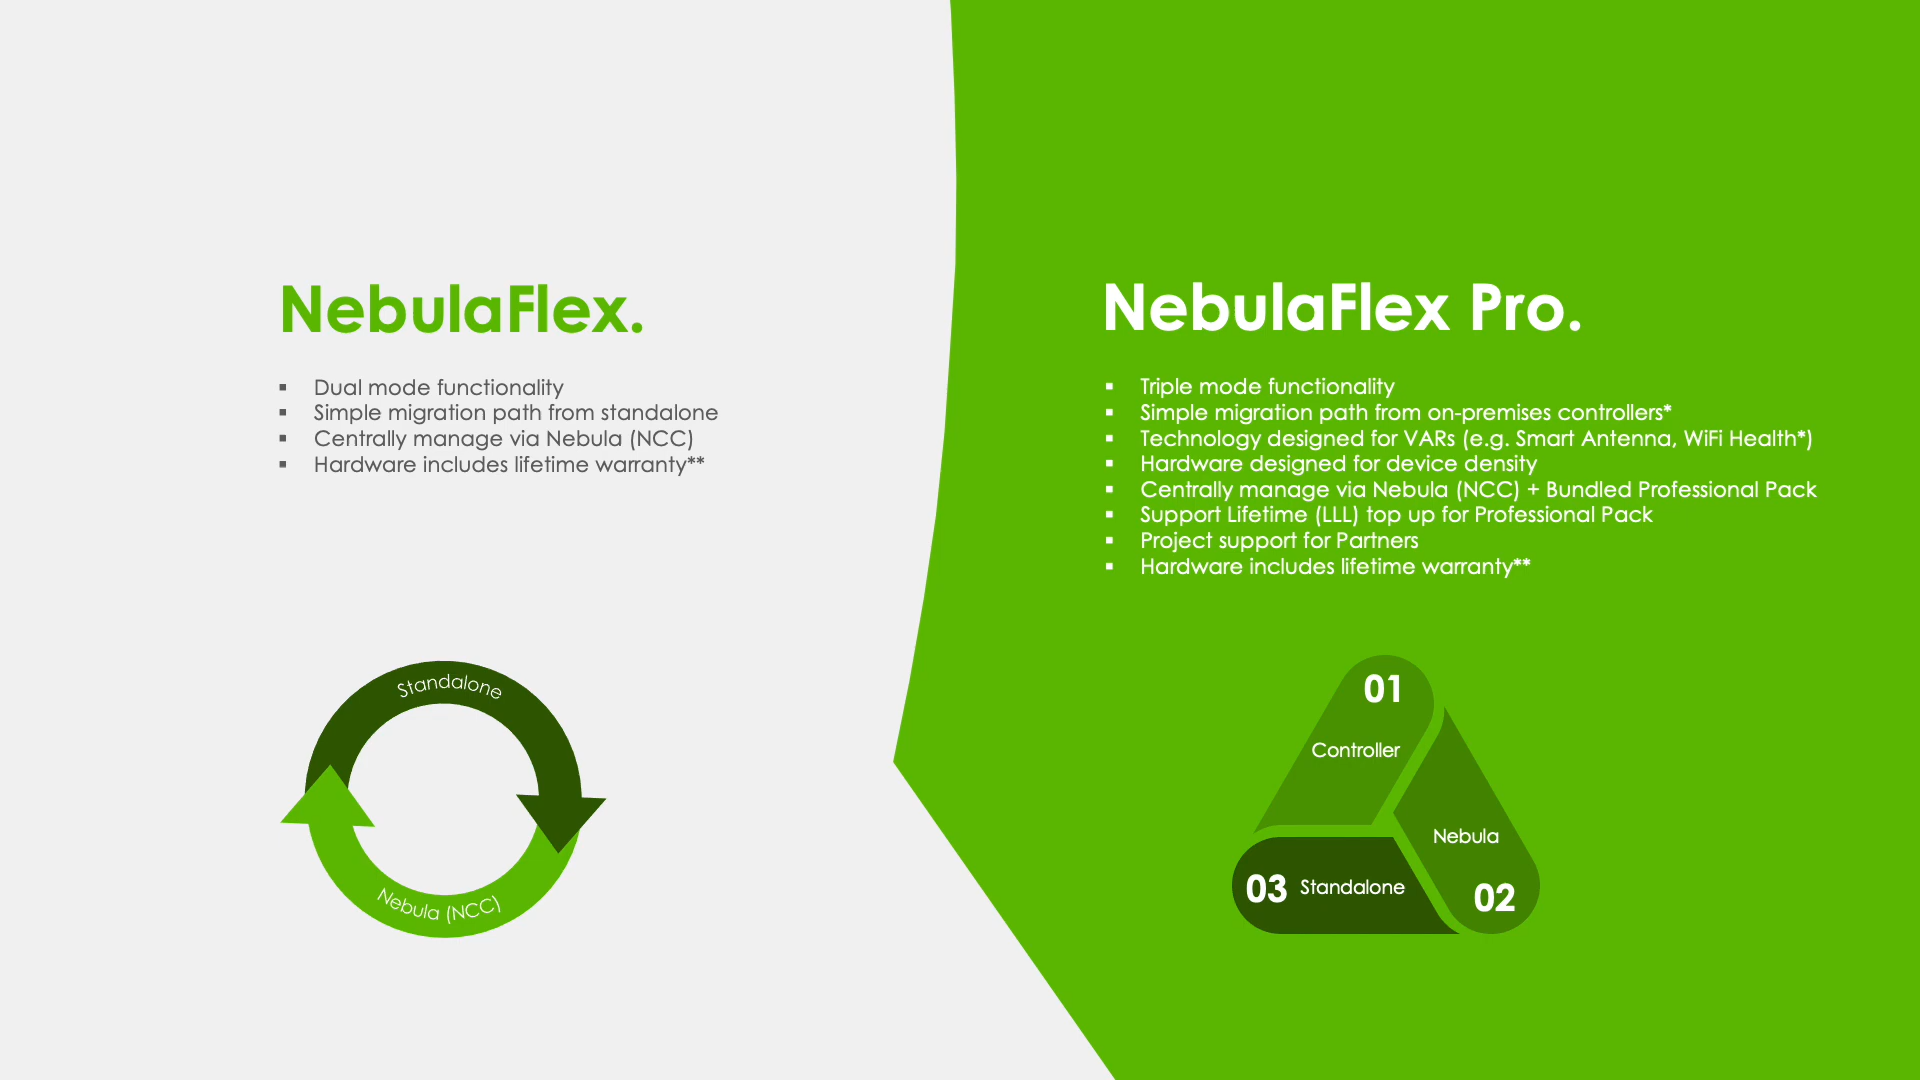 NebulaFlex.
▪ Dual mode functionality
▪ Simple migration path from standalone
▪ Centrally manage via Nebula (NCC)
▪ Hardware includes lifetime warranty**
Standalone
Nebula (NCC)
NebulaFlex Pro.
▪ Triple mode functionality
▪ Simple migration path from on-premises controllers*
▪ Technology designed for VARs (e.g. Smart Antenna, WiFi Health*)
▪ Hardware designed for device density
▪ Centrally manage via Nebula (NCC) + Bundled Professional Pack
▪ Support Lifetime (LLL) top up for Professional Pack
▪ Project support for Partners
▪ Hardware includes lifetime warranty**
01
Controller
Nebula
02
03 Standalone